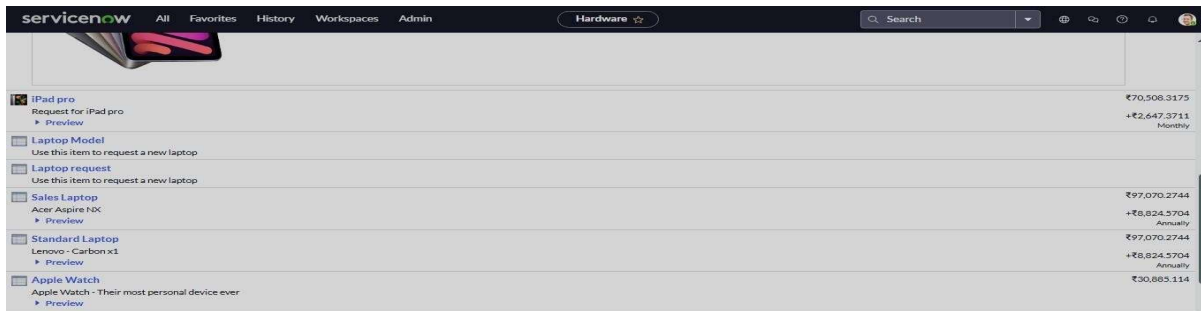 servicenow All Favorites History Workspaces Admin Hardware Search
iPad pro ₹70,508.3175
Request for iPad pro +₹2,647.3711
Preview Monthly
Laptop Model
Use this item to request a new laptop
Laptop request
Use this item to request a new laptop
Sales Laptop ₹97,070.2744
Acer Aspire NX +₹8,824.5704
Preview Annually
Standard Laptop ₹97,070.2744
Lenovo - Carbon x1 +₹8,824.5704
Preview Annually
Apple Watch ₹30,885.114
Apple Watch - Their most personal device ever
Preview